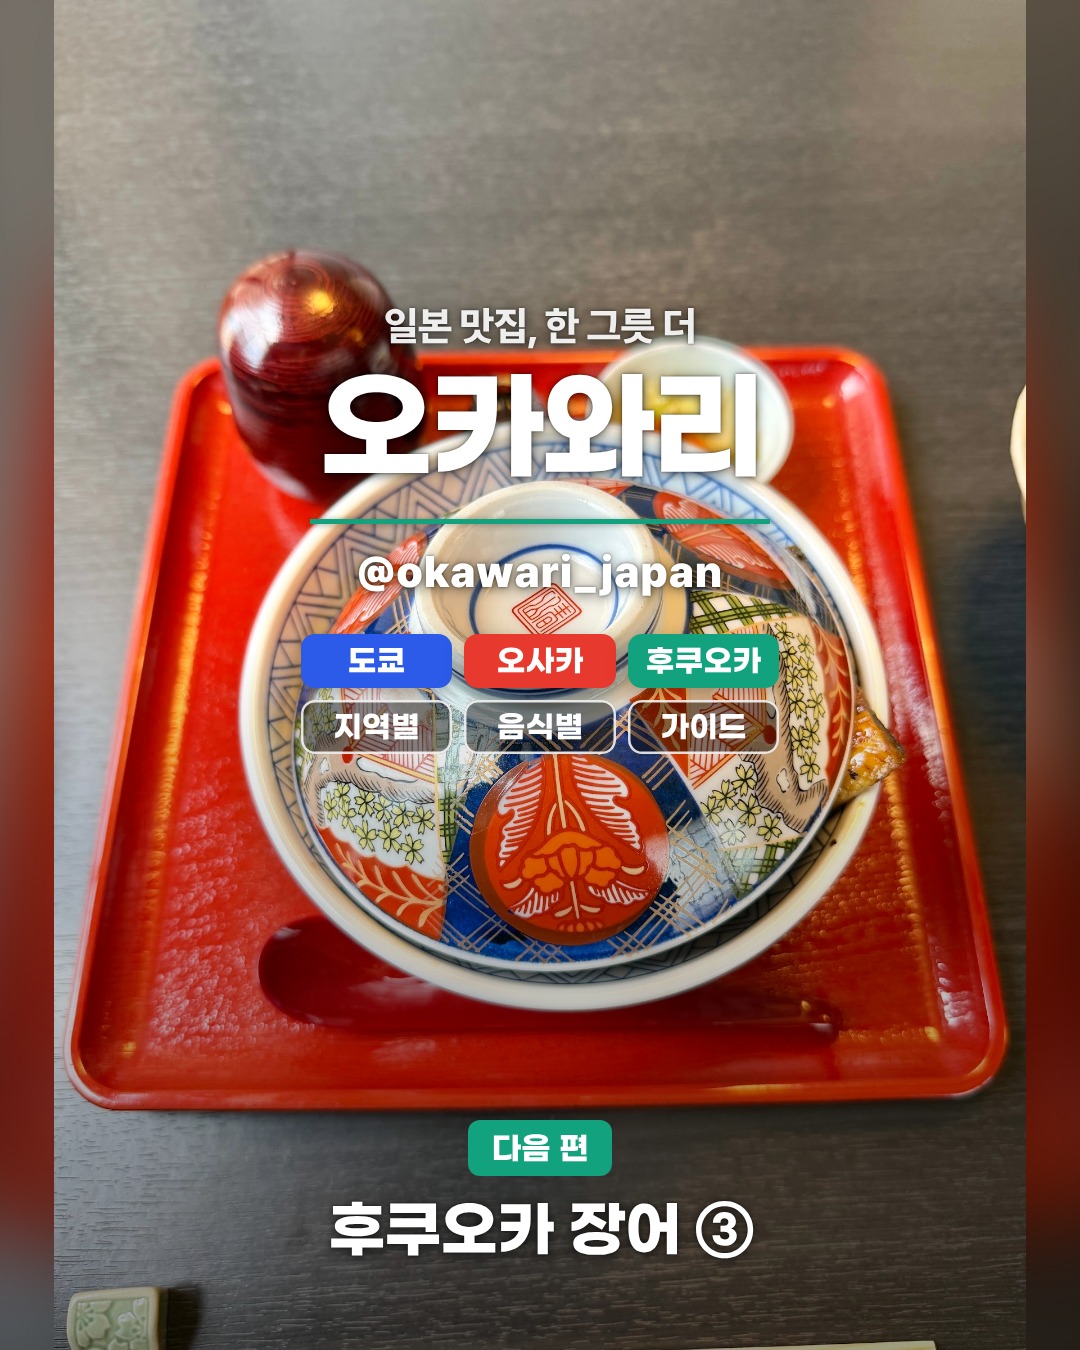 일본 맛집, 한 그릇 더
오카와리
@okawari_japan
도쿄 오사카 후쿠오카
지역별 음식별 가이드
다음 편
후쿠오카 장어 ③